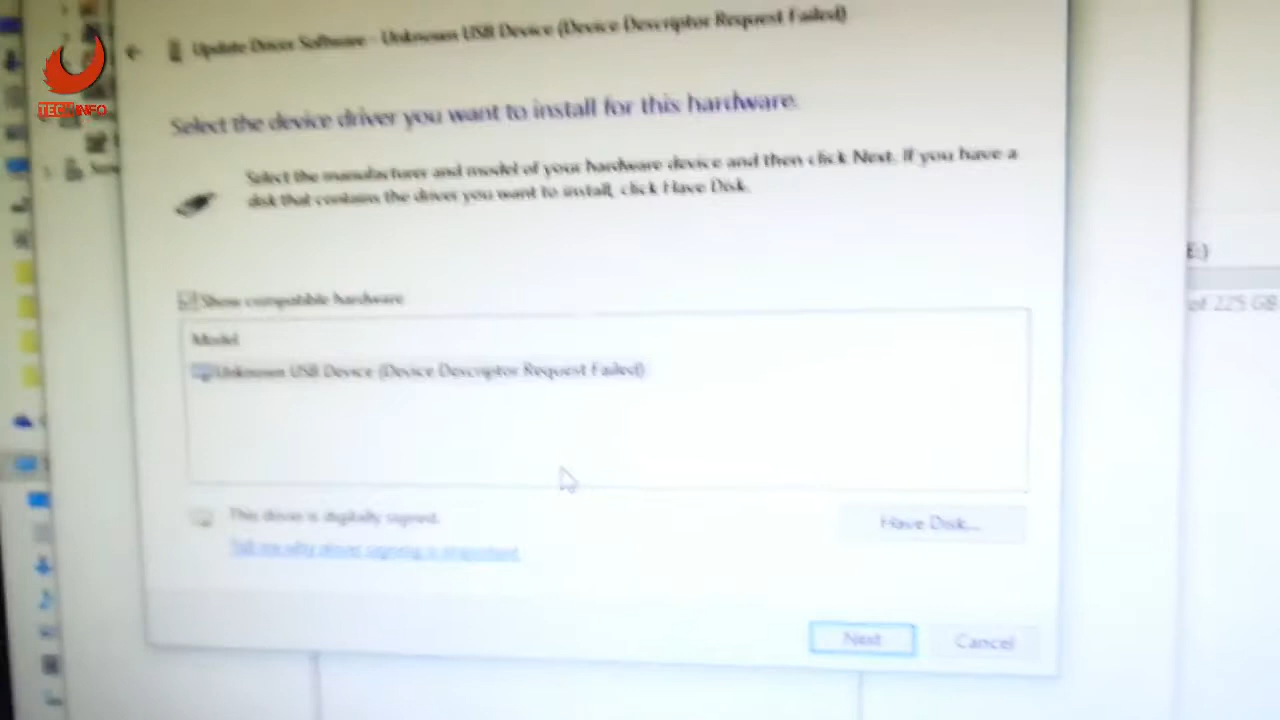 Update Driver Software - Unknown USB Device (Device Descriptor Request Failed)
TECH INFO
Select the device driver you want to install for this hardware.
Select the manufacturer and model of your hardware device and then click Next. If you have a
disk that contains the driver you want to install, click Have Disk.
E:)
of 225 GB
Show compatible hardware
Model
Unknown USB Device (Device Descriptor Request Failed)
This driver is digitally signed.
Have Disk...
Tell me why driver signing is important
Next
Cancel